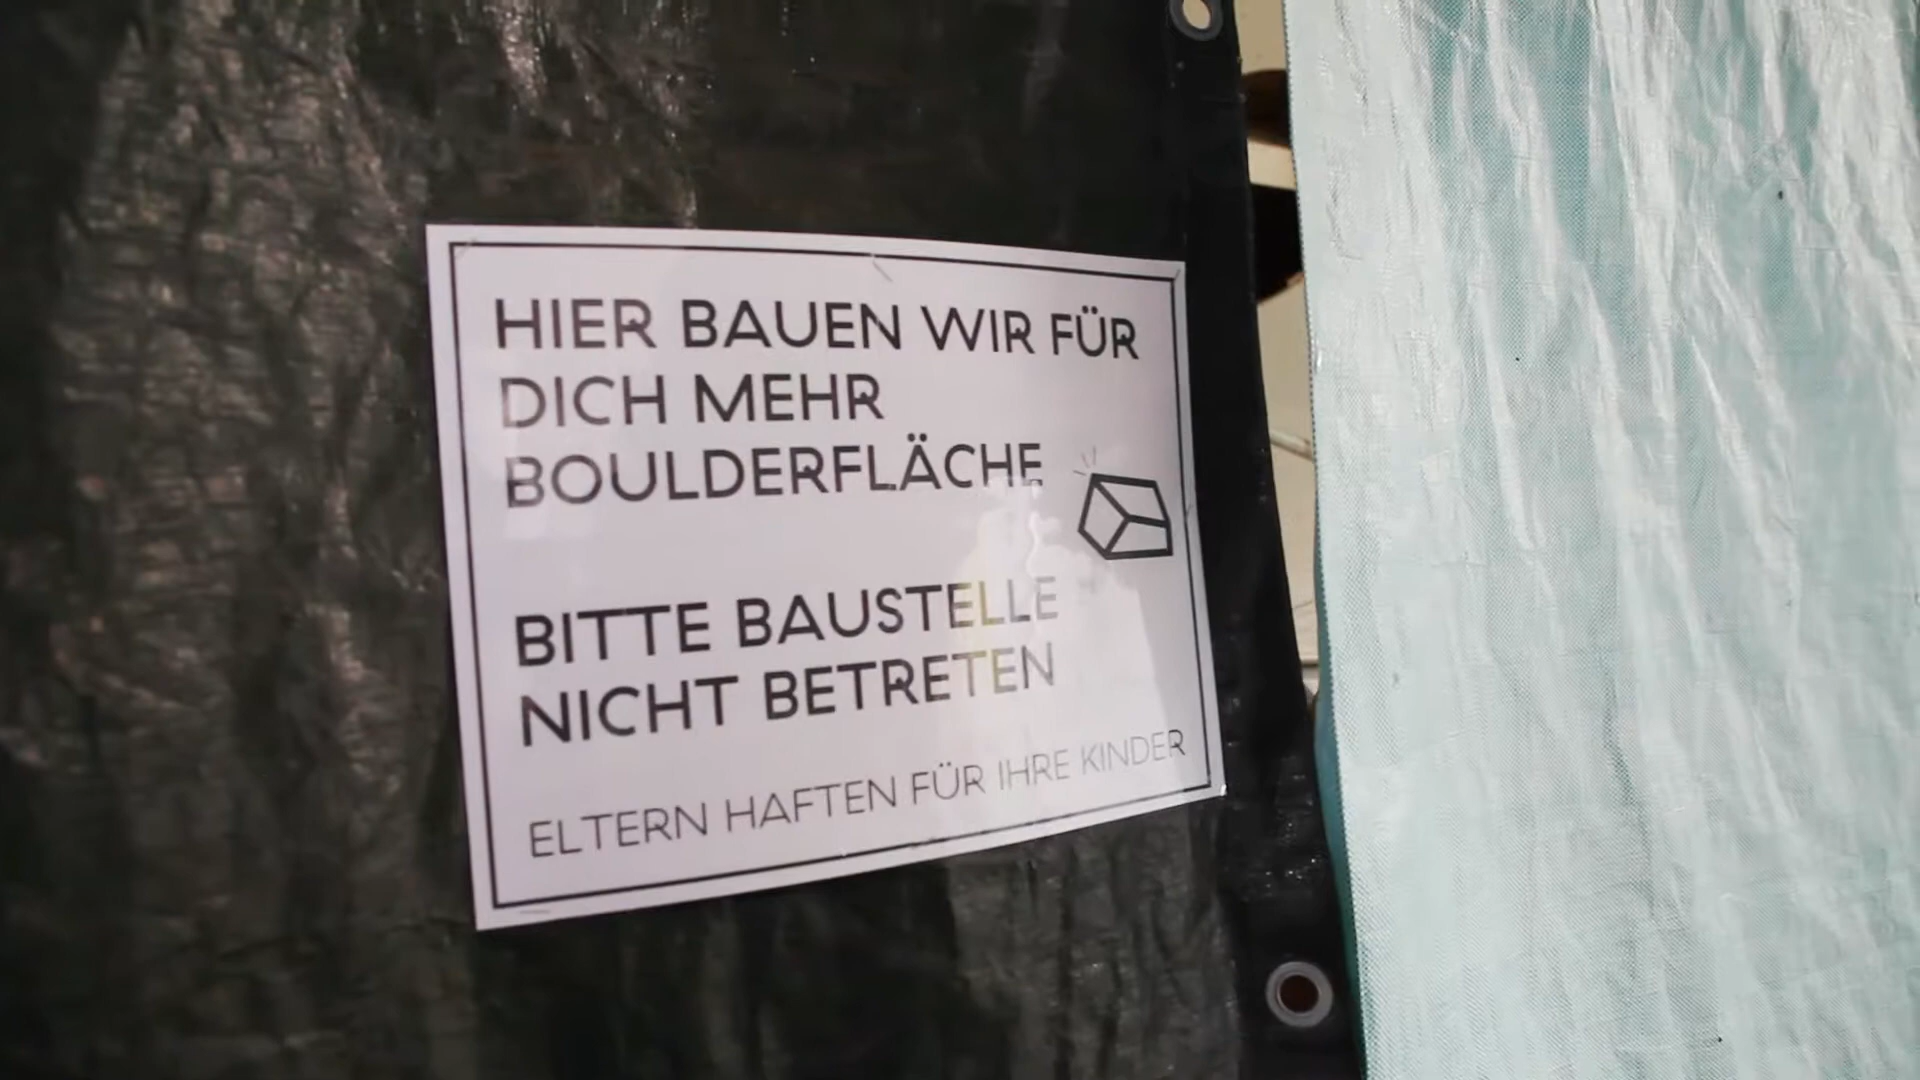 HIER BAUEN WIR FÜR
DICH MEHR
BOULDERFLÄCHE
BITTE BAUSTELLE
NICHT BETRETEN
ELTERN HAFTEN FÜR IHRE KINDER